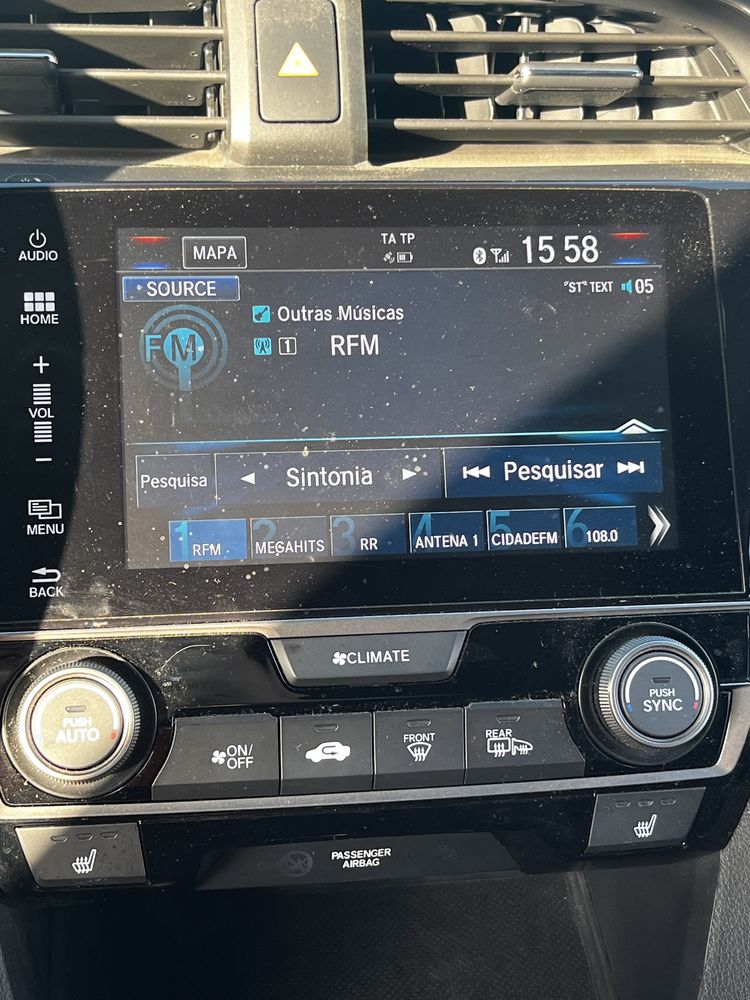 AUDIO
HOME
+
VOL
−
MENU
BACK
MAPA
TA TP
15 58
SOURCE
"ST" TEXT 05
Outras Músicas
FM
1 RFM
Pesquisa
Sintonia
Pesquisar
1 RFM
2 MEGAHITS
3 RR
4 ANTENA 1
5 CIDADEFM
6 108.0
CLIMATE
PUSH
AUTO
ON/
OFF
FRONT
REAR
PUSH
SYNC
PASSENGER
AIRBAG